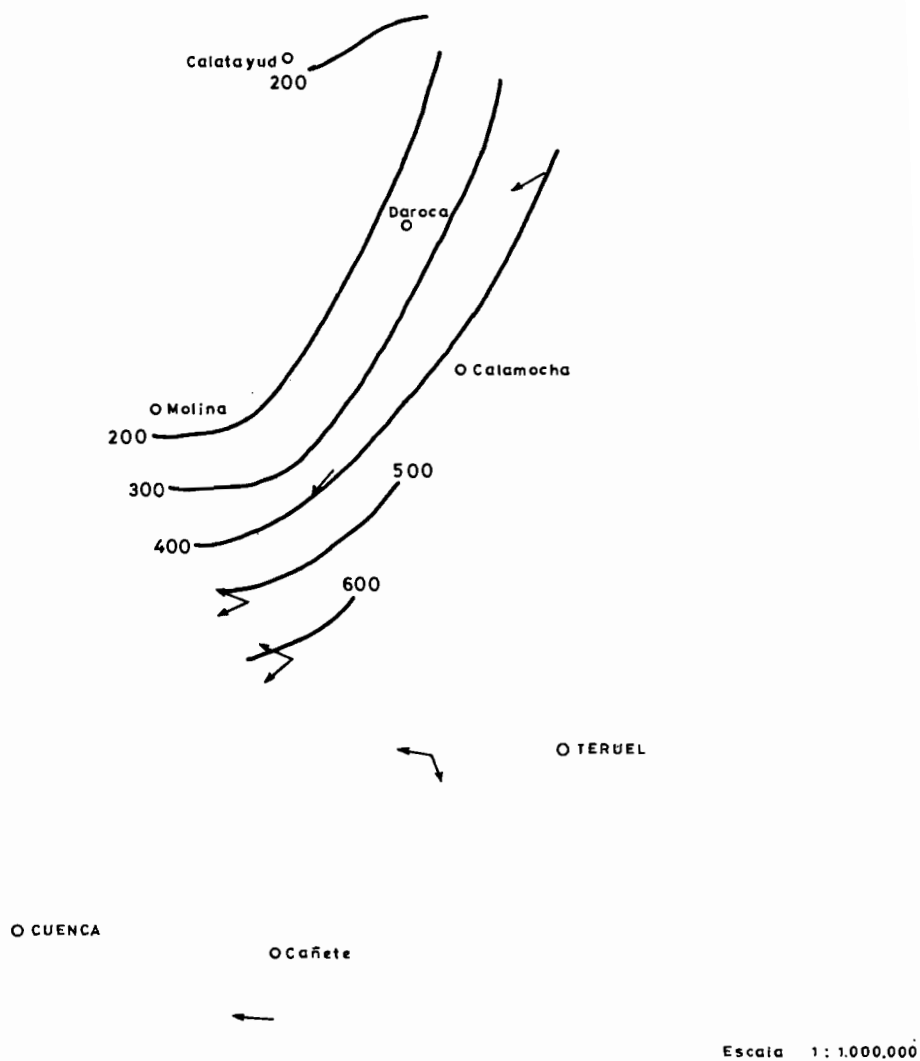 Calatayud
200
Daroca
Calamocha
Molina
200
500
300
400
600
TERUEL
CUENCA
Cañete
Escala 1:1.000.000